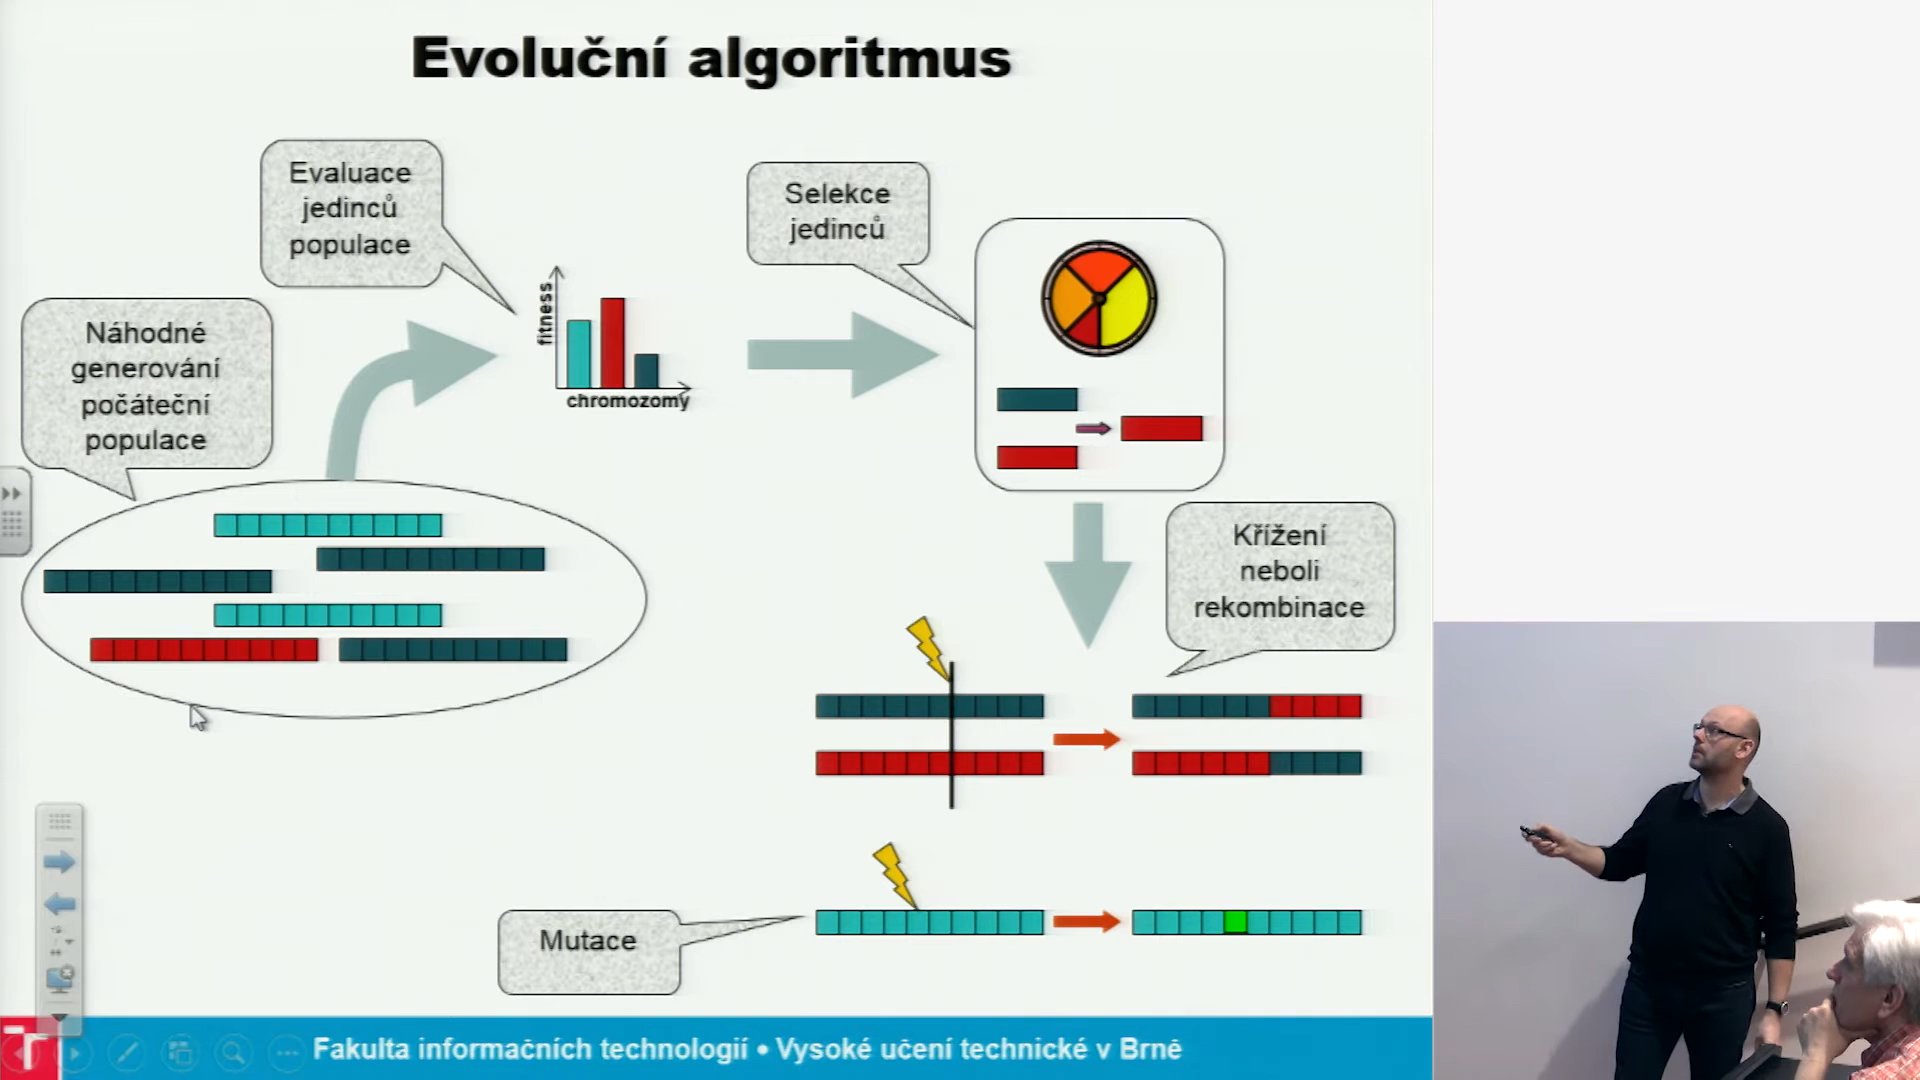 Evoluční algoritmus
Evaluace
jedinců
populace
Selekce
jedinců
Náhodné
generování
počáteční
populace
fitness
chromozomy
Křížení
neboli
rekombinace
Mutace
Fakulta informačních technologií • Vysoké učení technické v Brně